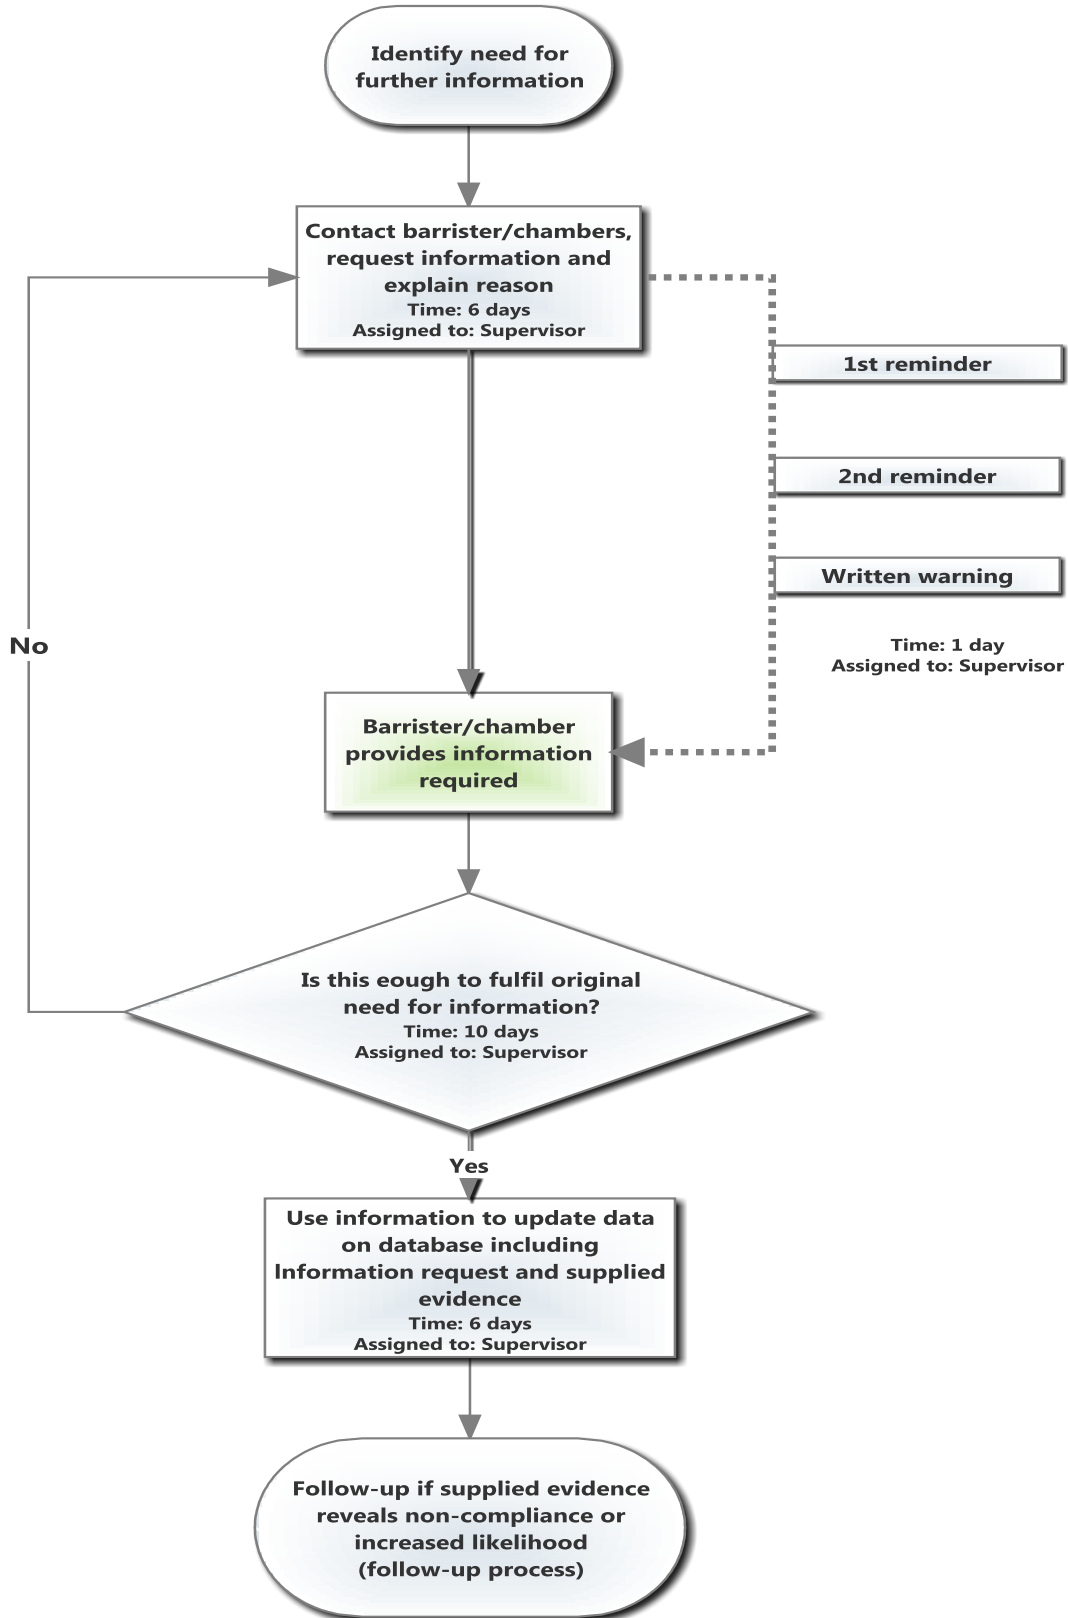 Identify need for
further information
Contact barrister/chambers,
request information and
explain reason
Time: 6 days
Assigned to: Supervisor
1st reminder
2nd reminder
Written warning
Time: 1 day
Assigned to: Supervisor
No
Barrister/chamber
provides information
required
Is this eough to fulfil original
need for information?
Time: 10 days
Assigned to: Supervisor
Yes
Use information to update data
on database including
Information request and supplied
evidence
Time: 6 days
Assigned to: Supervisor
Follow-up if supplied evidence
reveals non-compliance or
increased likelihood
(follow-up process)